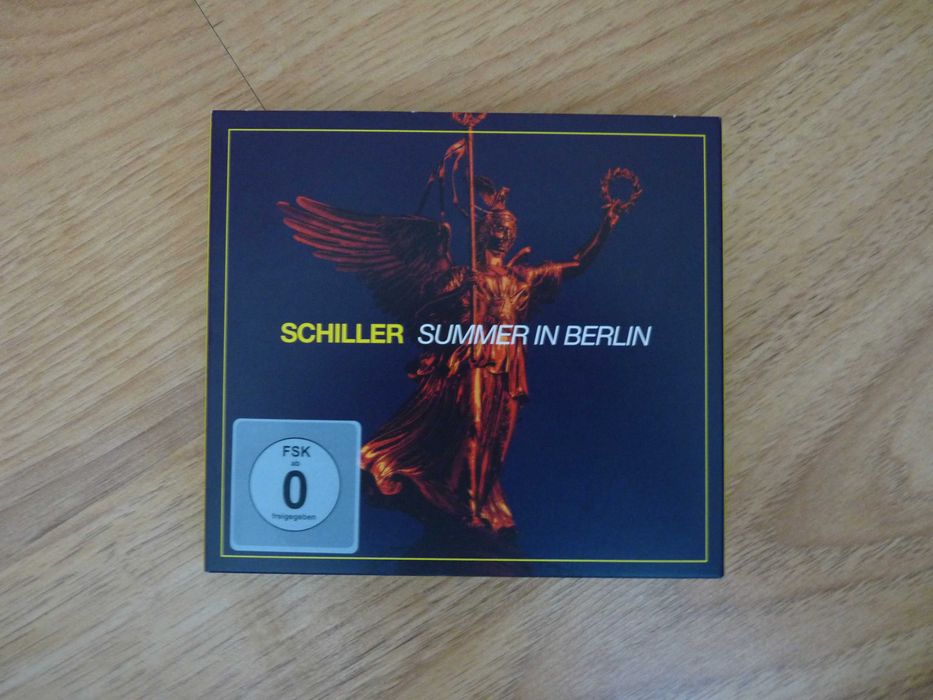 SCHILLER SUMMER IN BERLIN
FSK
ab
0
freigegeben